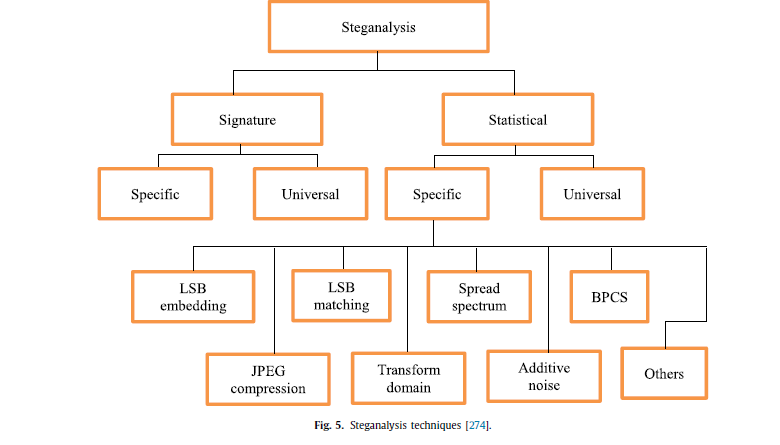 Steganalysis
Signature
Statistical
Specific
Universal
Specific
Universal
LSB
embedding
LSB
matching
Spread
spectrum
BPCS
JPEG
compression
Transform
domain
Additive
noise
Others
Fig. 5. Steganalysis techniques [274].